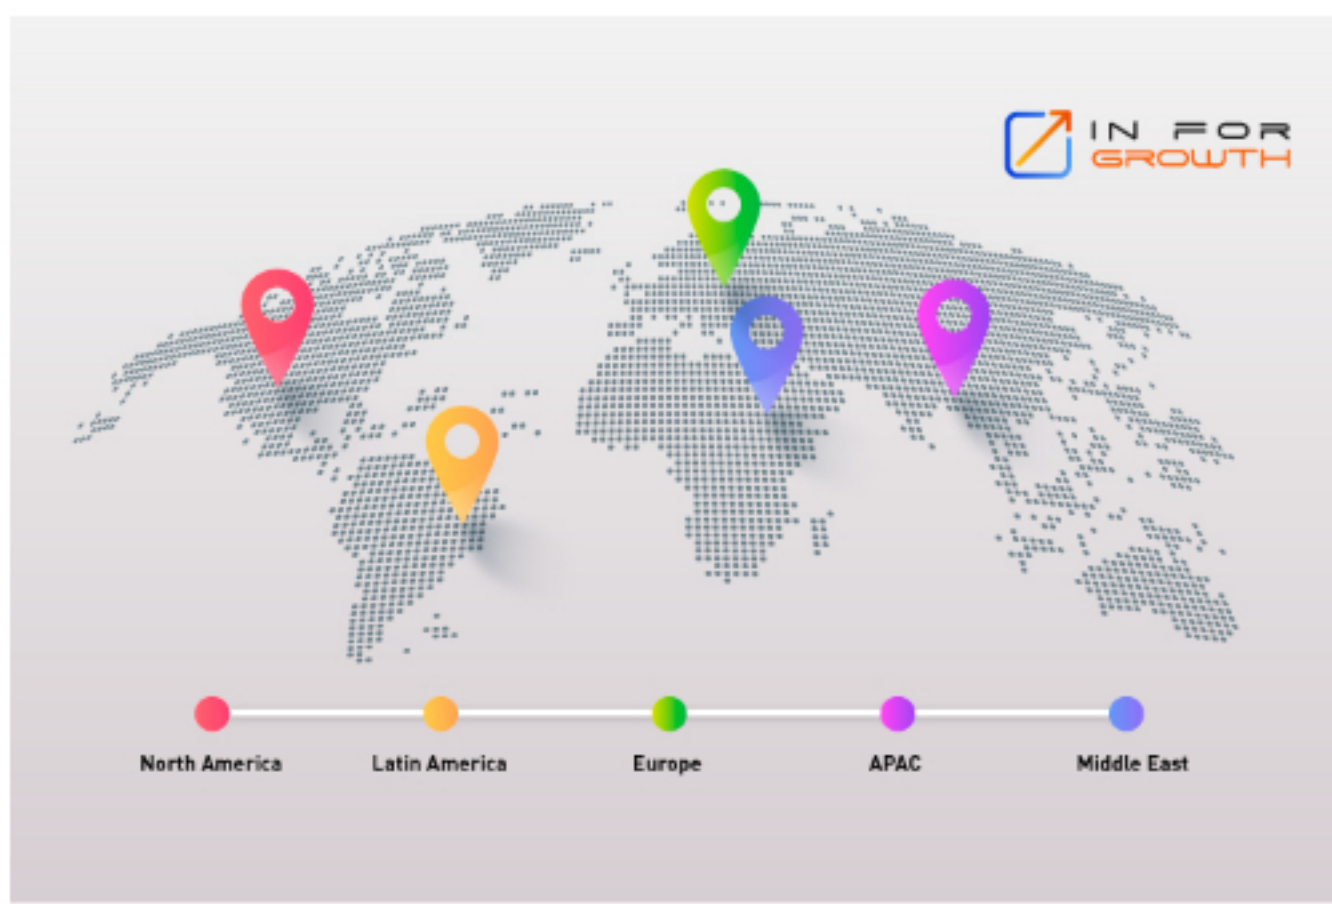 IN FOR
GROWTH
North America
Latin America
Europe
APAC
Middle East